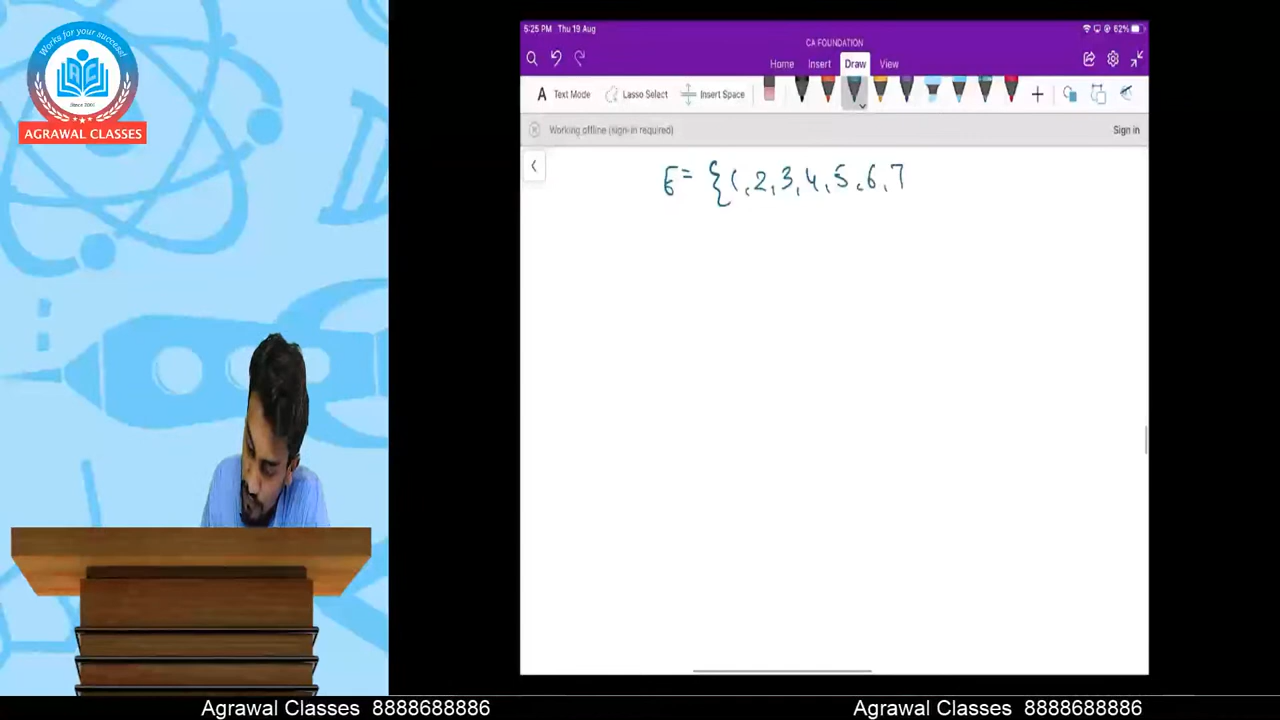 Works for your success!
AE
Since 2001
AGRAWAL CLASSES
5:25 PM Thu 19 Aug
62%
CA FOUNDATION
Home Insert Draw View
A Text Mode Lasso Select Insert Space
Working offline (sign-in required) Sign in
E = {1, 2, 3, 4, 5, 6, 7
Agrawal Classes 8888688886 Agrawal Classes 8888688886